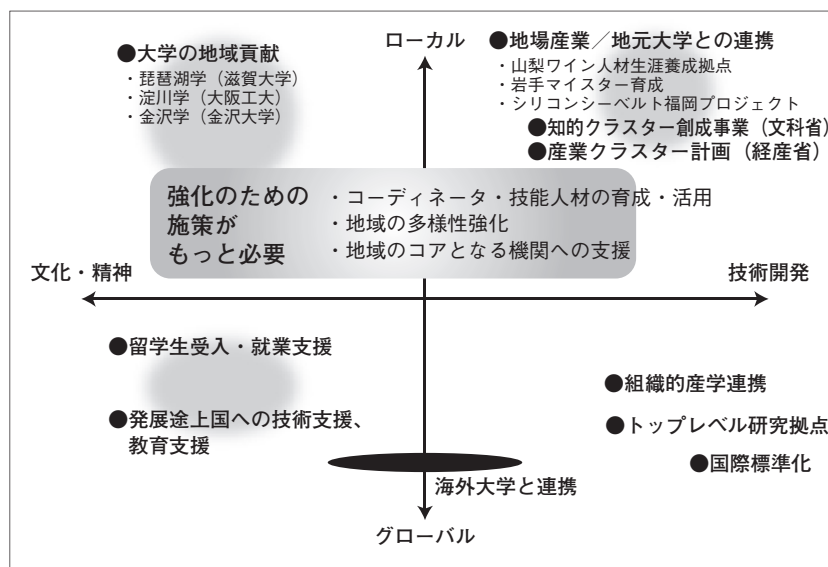 ローカル
●大学の地域貢献
・琵琶湖学（滋賀大学）
・淀川学（大阪工大）
・金沢学（金沢大学）
●地場産業／地元大学との連携
・山梨ワイン人材生涯養成拠点
・岩手マイスター育成
・シリコンシーベルト福岡プロジェクト
●知的クラスター創成事業（文科省）
●産業クラスター計画（経産省）
強化のための
施策が
もっと必要
・コーディネータ・技能人材の育成・活用
・地域の多様性強化
・地域のコアとなる機関への支援
文化・精神
技術開発
●留学生受入・就業支援
●発展途上国への技術支援、
教育支援
●組織的産学連携
●トップレベル研究拠点
●国際標準化
海外大学と連携
グローバル